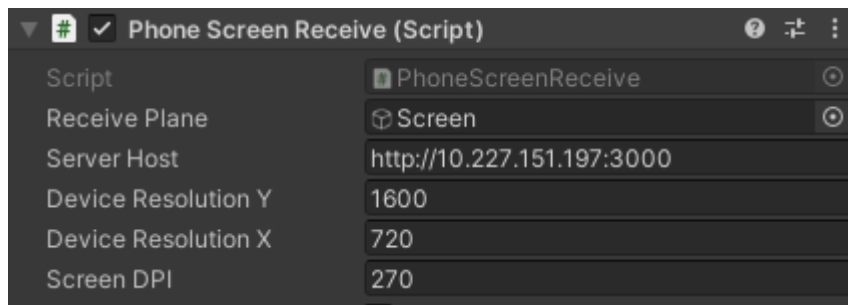 Phone Screen Receive (Script)
Script PhoneScreenReceive
Receive Plane Screen
Server Host http://10.227.151.197:3000
Device Resolution Y 1600
Device Resolution X 720
Screen DPI 270